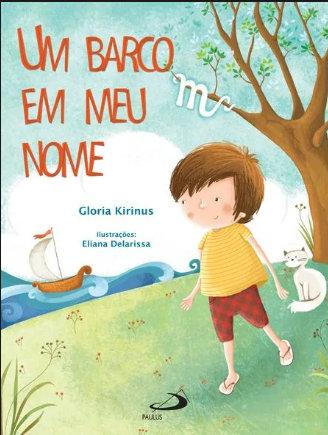 UM BARCO
EM MEU
NOME
m
Gloria Kirinus
Ilustrações:
Eliana Delarissa
PAULUS